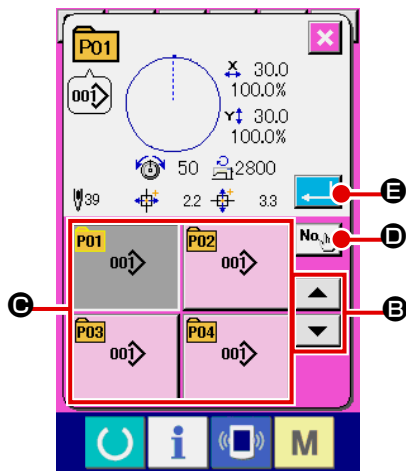 P01
001
X 30.0
100.0%
Y 30.0
100.0%
50 2800
39 2.2 3.3
E
No.
D
P01 P02
001 001
C
B
P03 P04
001 001
i M